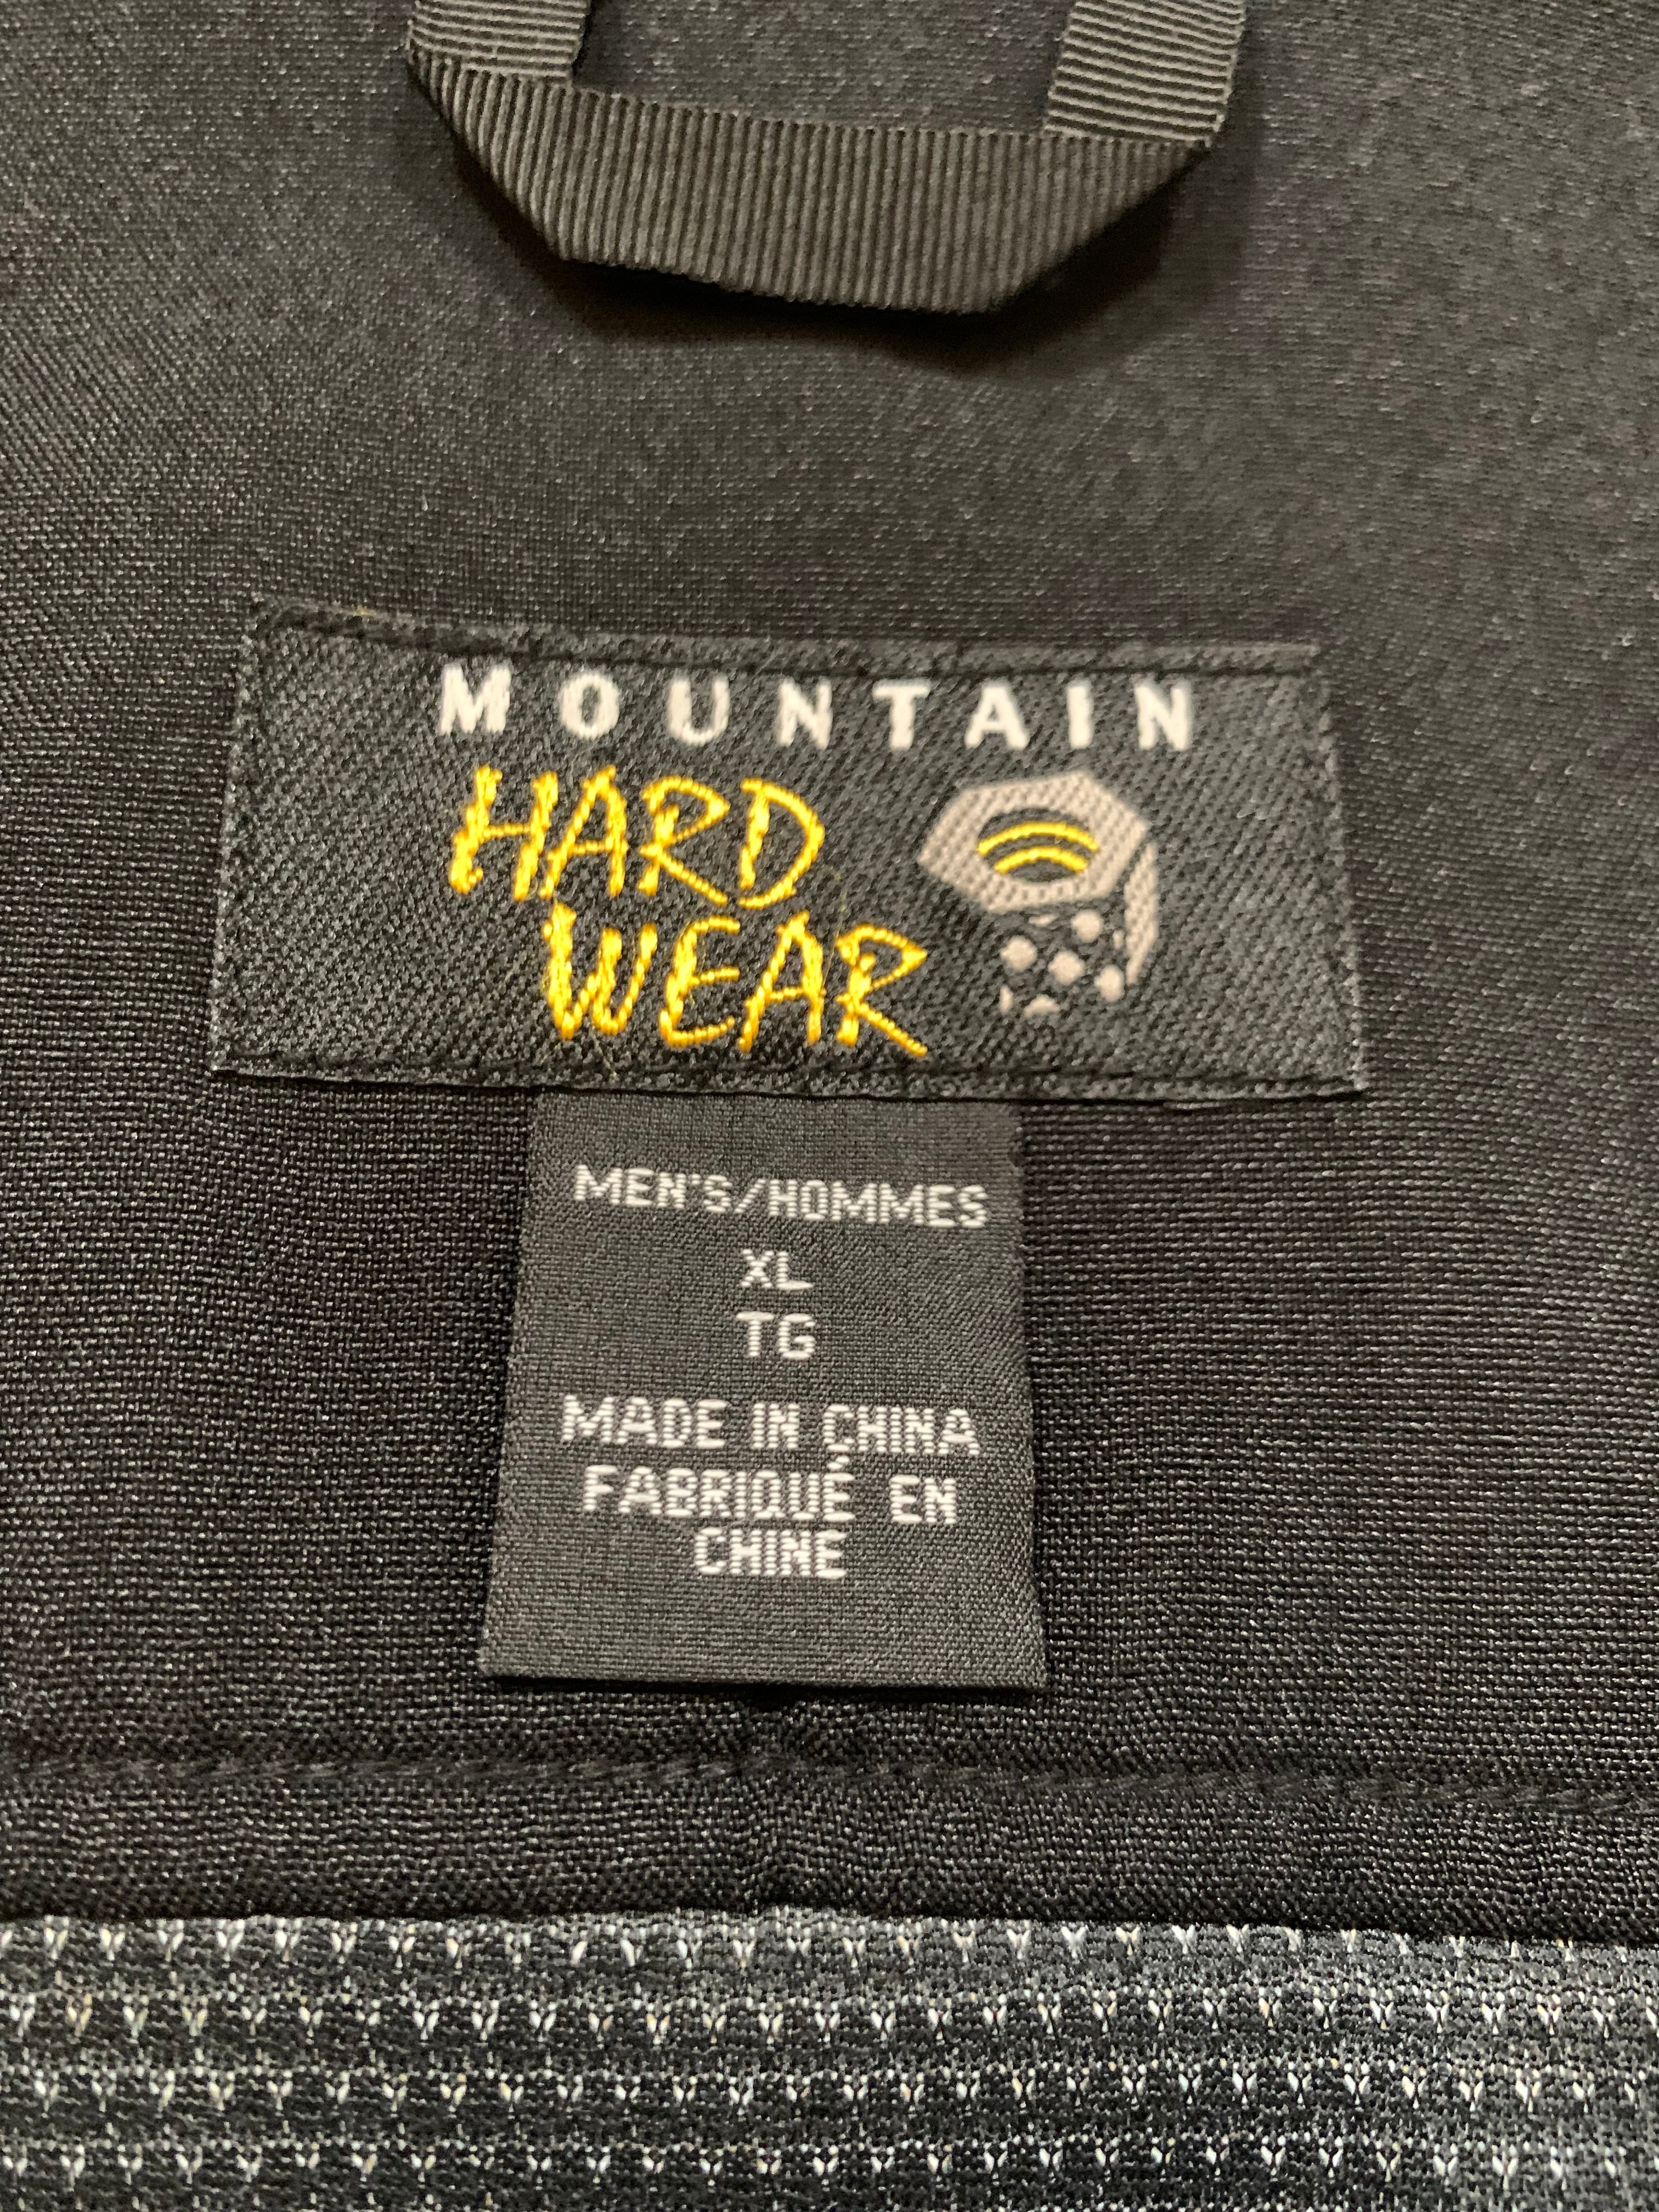 MOUNTAIN
HARD
WEAR
MEN'S/HOMMES
XL
TG
MADE IN CHINA
FABRIQUÉ EN
CHINE